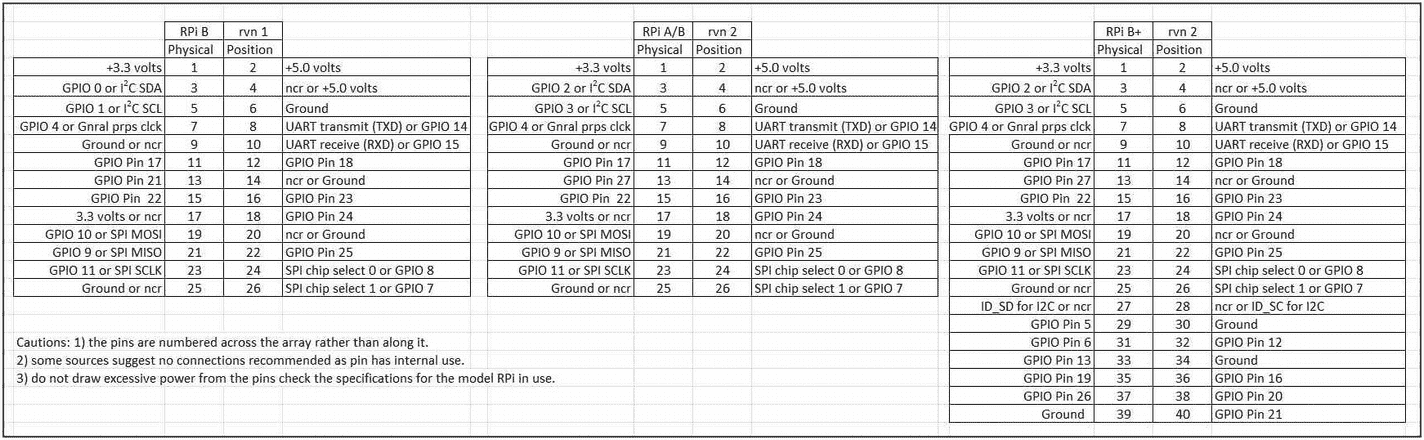 RPi B rvn 1
Physical Position
+3.3 volts 1 2 +5.0 volts
GPIO 0 or I²C SDA 3 4 ncr or +5.0 volts
GPIO 1 or I²C SCL 5 6 Ground
GPIO 4 or Gnral prps clck 7 8 UART transmit (TXD) or GPIO 14
Ground or ncr 9 10 UART receive (RXD) or GPIO 15
GPIO Pin 17 11 12 GPIO Pin 18
GPIO Pin 21 13 14 ncr or Ground
GPIO Pin 22 15 16 GPIO Pin 23
3.3 volts or ncr 17 18 GPIO Pin 24
GPIO 10 or SPI MOSI 19 20 ncr or Ground
GPIO 9 or SPI MISO 21 22 GPIO Pin 25
GPIO 11 or SPI SCLK 23 24 SPI chip select 0 or GPIO 8
Ground or ncr 25 26 SPI chip select 1 or GPIO 7
Cautions: 1) the pins are numbered across the array rather than along it.
2) some sources suggest no connections recommended as pin has internal use.
3) do not draw excessive power from the pins check the specifications for the model RPi in use.
RPi A/B rvn 2
Physical Position
+3.3 volts 1 2 +5.0 volts
GPIO 2 or I²C SDA 3 4 ncr or +5.0 volts
GPIO 3 or I²C SCL 5 6 Ground
GPIO 4 or Gnral prps clck 7 8 UART transmit (TXD) or GPIO 14
Ground or ncr 9 10 UART receive (RXD) or GPIO 15
GPIO Pin 17 11 12 GPIO Pin 18
GPIO Pin 27 13 14 ncr or Ground
GPIO Pin 22 15 16 GPIO Pin 23
3.3 volts or ncr 17 18 GPIO Pin 24
GPIO 10 or SPI MOSI 19 20 ncr or Ground
GPIO 9 or SPI MISO 21 22 GPIO Pin 25
GPIO 11 or SPI SCLK 23 24 SPI chip select 0 or GPIO 8
Ground or ncr 25 26 SPI chip select 1 or GPIO 7
RPi B+ rvn 2
Physical Position
+3.3 volts 1 2 +5.0 volts
GPIO 2 or I²C SDA 3 4 ncr or +5.0 volts
GPIO 3 or I²C SCL 5 6 Ground
GPIO 4 or Gnral prps clck 7 8 UART transmit (TXD) or GPIO 14
Ground or ncr 9 10 UART receive (RXD) or GPIO 15
GPIO Pin 17 11 12 GPIO Pin 18
GPIO Pin 27 13 14 ncr or Ground
GPIO Pin 22 15 16 GPIO Pin 23
3.3 volts or ncr 17 18 GPIO Pin 24
GPIO 10 or SPI MOSI 19 20 ncr or Ground
GPIO 9 or SPI MISO 21 22 GPIO Pin 25
GPIO 11 or SPI SCLK 23 24 SPI chip select 0 or GPIO 8
Ground or ncr 25 26 SPI chip select 1 or GPIO 7
ID_SD for I2C or ncr 27 28 ncr or ID_SC for I2C
GPIO Pin 5 29 30 Ground
GPIO Pin 6 31 32 GPIO Pin 12
GPIO Pin 13 33 34 Ground
GPIO Pin 19 35 36 GPIO Pin 16
GPIO Pin 26 37 38 GPIO Pin 20
Ground 39 40 GPIO Pin 21